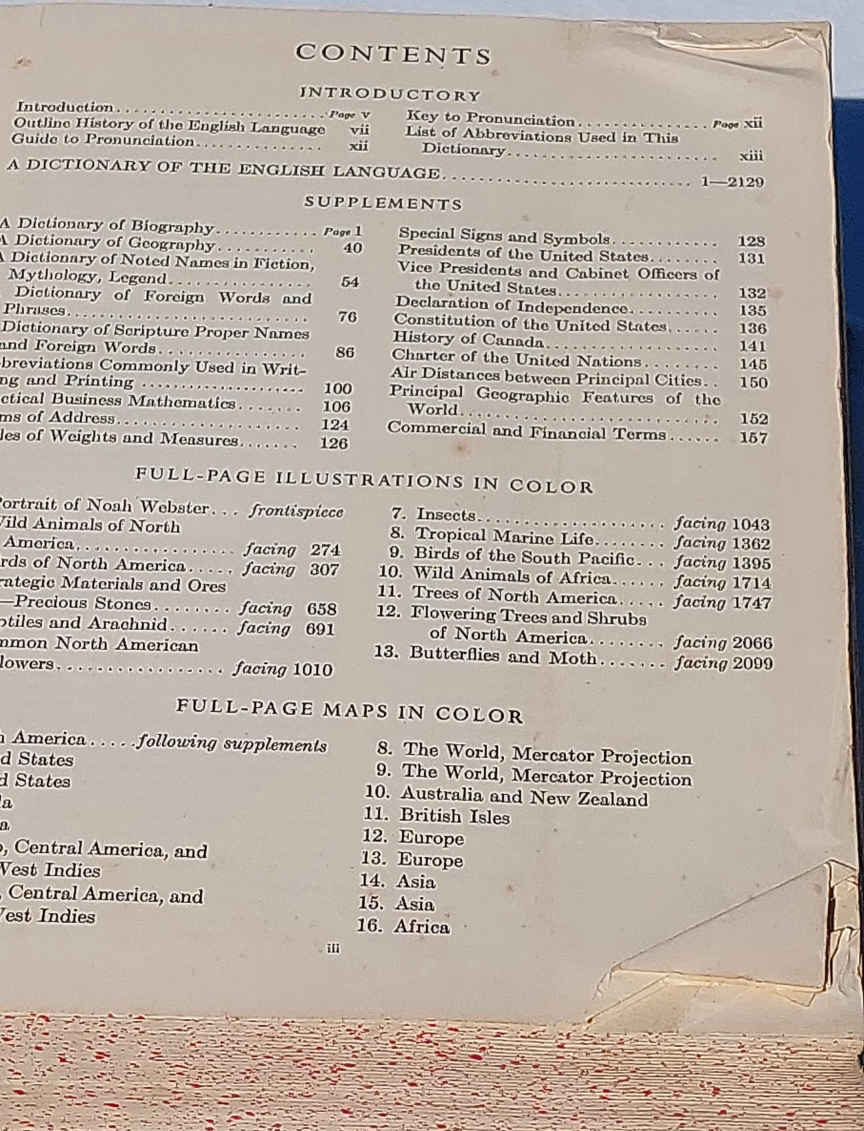 CONTENTS
INTRODUCTORY
Introduction........................Page v
Outline History of the English Language vii
Guide to Pronunciation............... xii
Key to Pronunciation...............Page xii
List of Abbreviations Used in This
Dictionary........................ xiii
A DICTIONARY OF THE ENGLISH LANGUAGE............................ 1—2129
SUPPLEMENTS
A Dictionary of Biography............ Page 1
A Dictionary of Geography........... 40
A Dictionary of Noted Names in Fiction,
Mythology, Legend................. 54
Dictionary of Foreign Words and
Phrases............................ 76
Dictionary of Scripture Proper Names
and Foreign Words................. 86
breviations Commonly Used in Writ-
ng and Printing ................... 100
ctical Business Mathematics....... 106
ms of Address..................... 124
les of Weights and Measures....... 126
Special Signs and Symbols............ 128
Presidents of the United States........ 131
Vice Presidents and Cabinet Officers of
the United States................... 132
Declaration of Independence.......... 135
Constitution of the United States...... 136
History of Canada.................... 141
Charter of the United Nations......... 145
Air Distances between Principal Cities.. 150
Principal Geographic Features of the
World.............................. 152
Commercial and Financial Terms...... 157
FULL-PAGE ILLUSTRATIONS IN COLOR
Portrait of Noah Webster... frontispiece
Wild Animals of North
America................. facing 274
rds of North America..... facing 307
rategic Materials and Ores
—Precious Stones........ facing 658
ptiles and Arachnid...... facing 691
mmon North American
lowers.................. facing 1010
7. Insects.................... facing 1043
8. Tropical Marine Life........ facing 1362
9. Birds of the South Pacific... facing 1395
10. Wild Animals of Africa...... facing 1714
11. Trees of North America..... facing 1747
12. Flowering Trees and Shrubs
of North America........ facing 2066
13. Butterflies and Moth....... facing 2099
FULL-PAGE MAPS IN COLOR
h America.....following supplements
d States
d States
la
a
o, Central America, and
West Indies
, Central America, and
West Indies
8. The World, Mercator Projection
9. The World, Mercator Projection
10. Australia and New Zealand
11. British Isles
12. Europe
13. Europe
14. Asia
15. Asia
16. Africa
iii